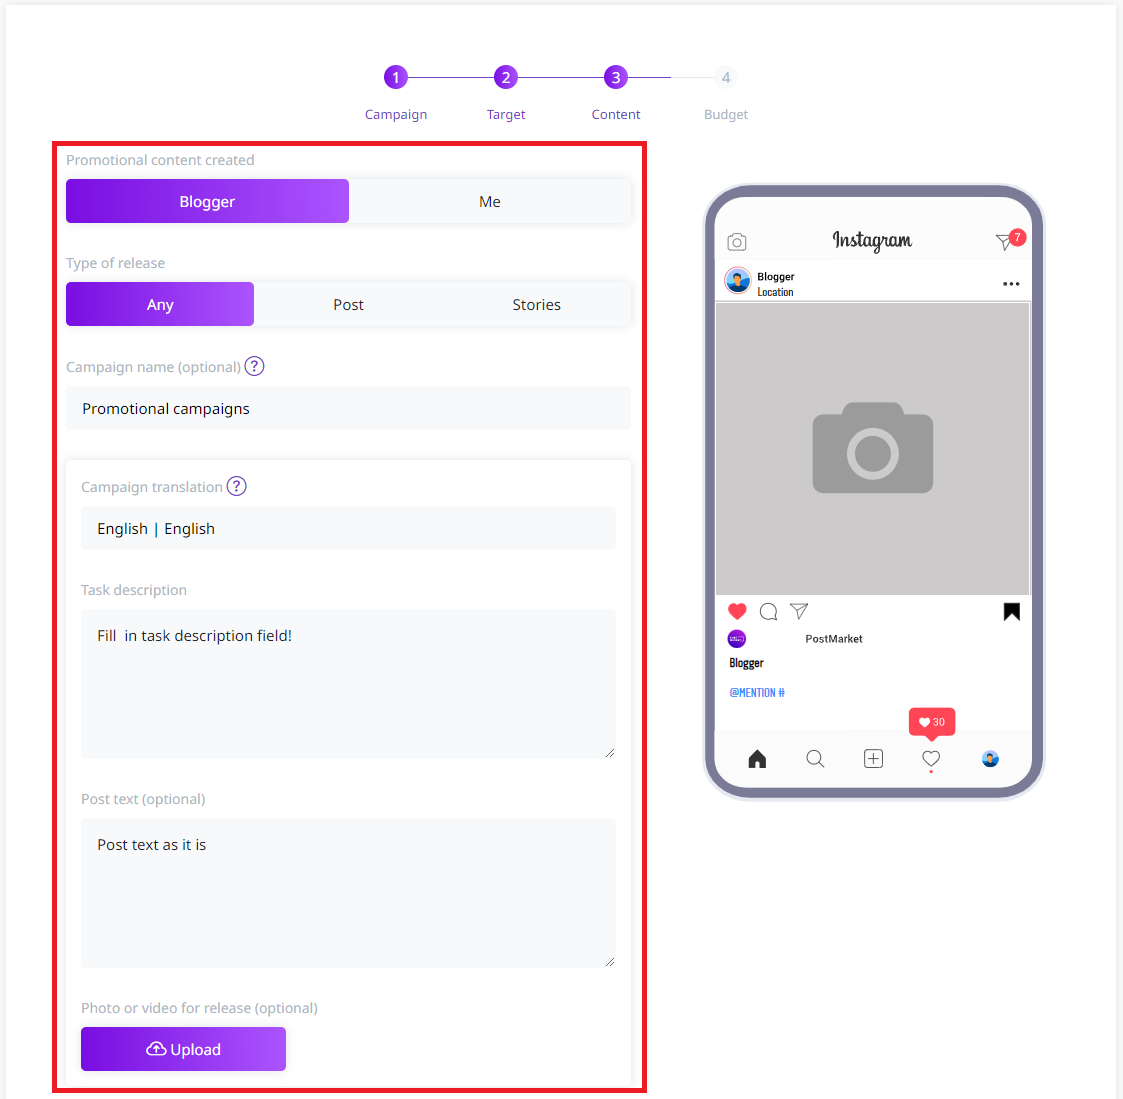 1 2 3 4
Campaign Target Content Budget
Promotional content created
Blogger Me
Type of release
Any Post Stories
Campaign name (optional) ?
Promotional campaigns
Campaign translation ?
English | English
Task description
Fill  in task description field!
Post text (optional)
Post text as it is
Photo or video for release (optional)
Upload
Instagram 7
Blogger
Location
PostMarket
Blogger
@MENTION #
30